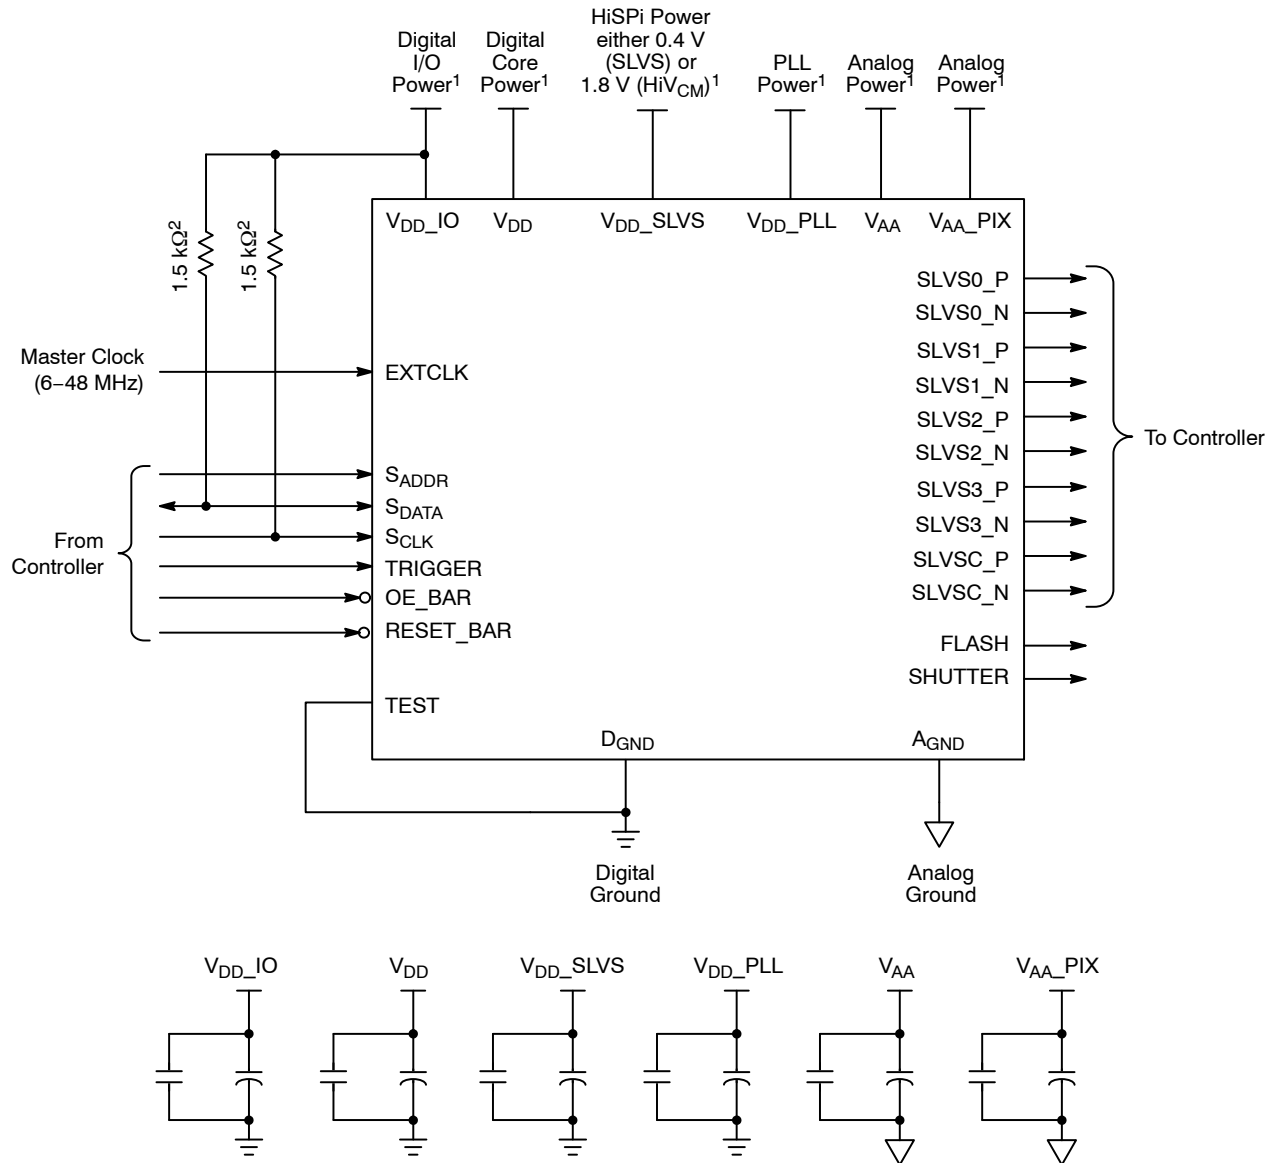 Digital
I/O
Power1
Digital
Core
Power1
HiSPi Power
either 0.4 V
(SLVS) or
1.8 V (HiVCM)1
PLL
Power1
Analog
Power1
Analog
Power1
VDD_IO
VDD
VDD_SLVS
VDD_PLL
VAA
VAA_PIX
1.5 kΩ2
1.5 kΩ2
Master Clock
(6–48 MHz)
EXTCLK
From
Controller
SADDR
SDATA
SCLK
TRIGGER
OE_BAR
RESET_BAR
TEST
SLVS0_P
SLVS0_N
SLVS1_P
SLVS1_N
SLVS2_P
SLVS2_N
SLVS3_P
SLVS3_N
SLVSC_P
SLVSC_N
To Controller
FLASH
SHUTTER
DGND
AGND
Digital
Ground
Analog
Ground
VDD_IO
VDD
VDD_SLVS
VDD_PLL
VAA
VAA_PIX